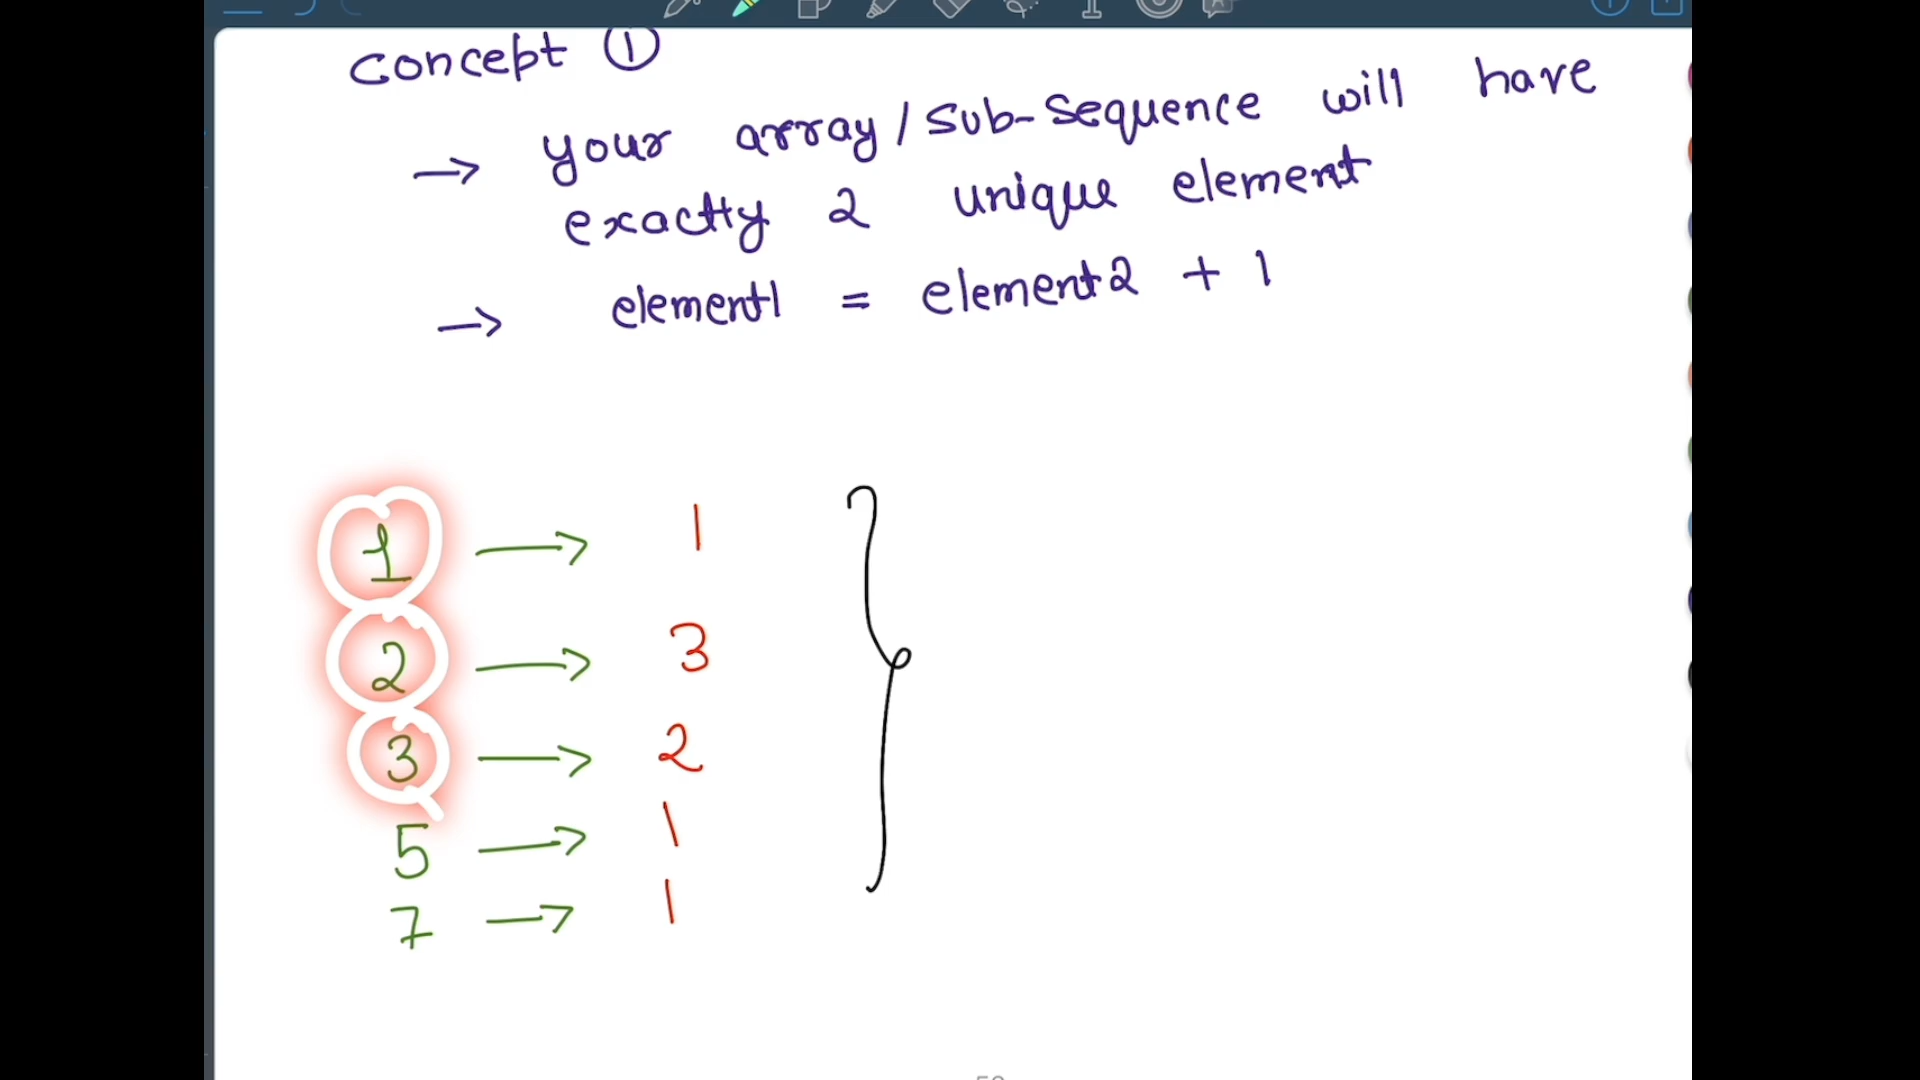 Concept ①
→ your array/Sub-Sequence will have
exactly 2 unique element
→ element1 = element2 + 1
1 → 1
2 → 3
3 → 2
5 → 1
7 → 1